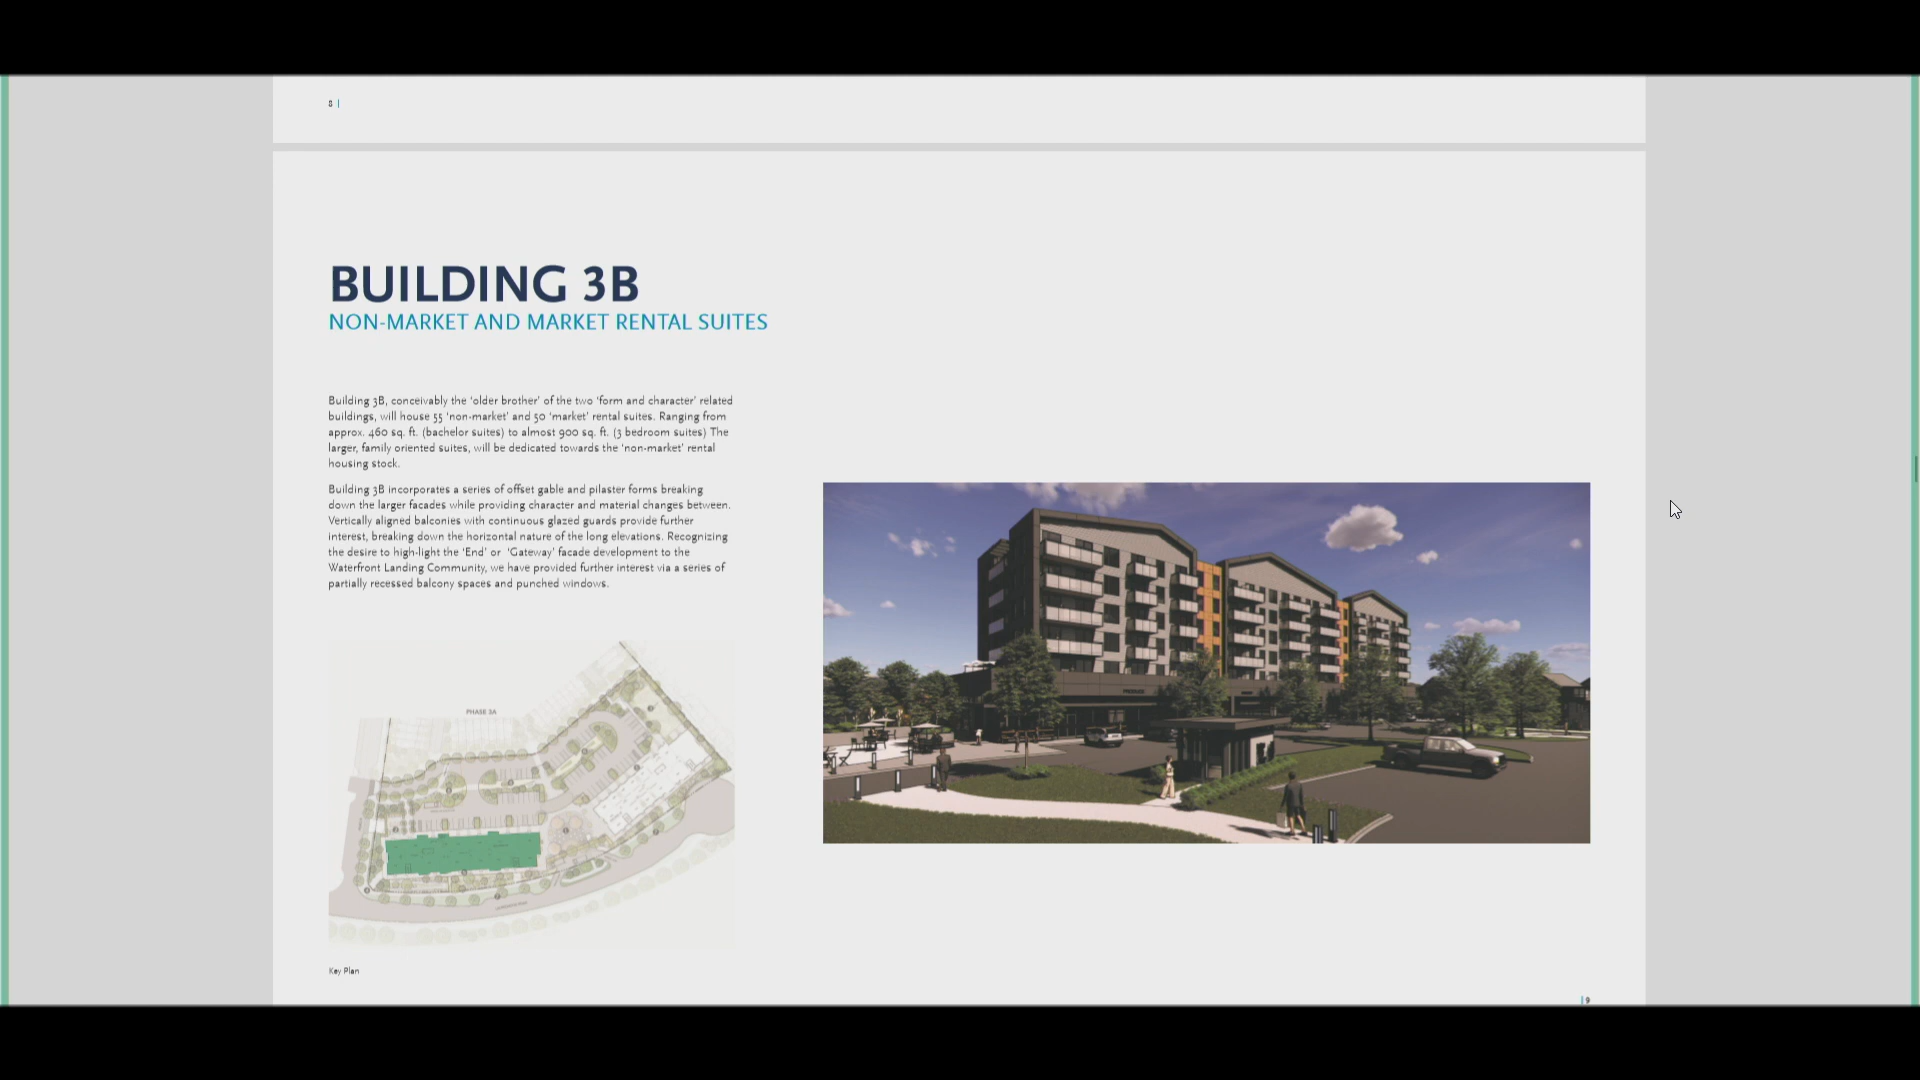 8 |
BUILDING 3B
NON-MARKET AND MARKET RENTAL SUITES
Building 3B, conceivably the ‘older brother’ of the two ‘form and character’ related
buildings, will house 55 ‘non-market’ and 50 ‘market’ rental suites. Ranging from
approx. 460 sq. ft. (bachelor suites) to almost 900 sq. ft. (3 bedroom suites) The
larger, family oriented suites, will be dedicated towards the ‘non-market’ rental
housing stock.
Building 3B incorporates a series of offset gable and pilaster forms breaking
down the larger facades while providing character and material changes between.
Vertically aligned balconies with continuous glazed guards provide further
interest, breaking down the horizontal nature of the long elevations. Recognizing
the desire to high-light the ‘End’ or ‘Gateway’ facade development to the
Waterfront Landing Community, we have provided further interest via a series of
partially recessed balcony spaces and punched windows.
PHASE 3A
Key Plan
| 9